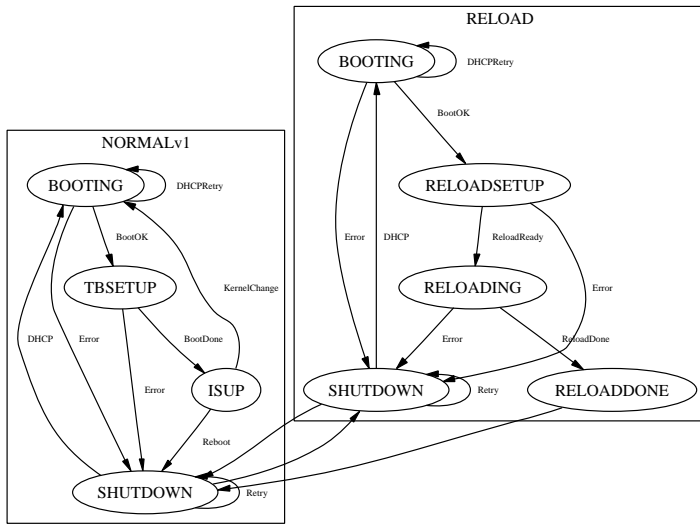 RELOAD
BOOTING
DHCPRetry
BootOK
RELOADSETUP
Error
DHCP
ReloadReady
Error
RELOADING
Error
ReloadDone
SHUTDOWN
Retry
RELOADDONE
NORMALv1
BOOTING
DHCPRetry
BootOK
TBSETUP
KernelChange
DHCP
Error
BootDone
Error
ISUP
Reboot
SHUTDOWN
Retry